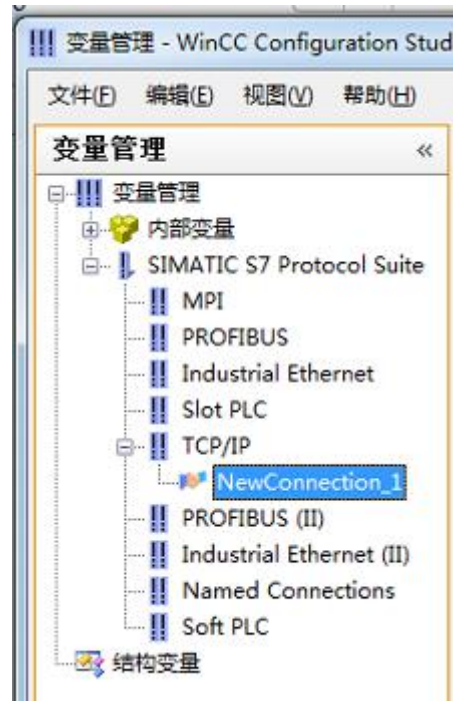 变量管理 - WinCC Configuration Stud
文件(F) 编辑(E) 视图(V) 帮助(H)
变量管理 «
变量管理
内部变量
SIMATIC S7 Protocol Suite
MPI
PROFIBUS
Industrial Ethernet
Slot PLC
TCP/IP
NewConnection_1
PROFIBUS (II)
Industrial Ethernet (II)
Named Connections
Soft PLC
结构变量